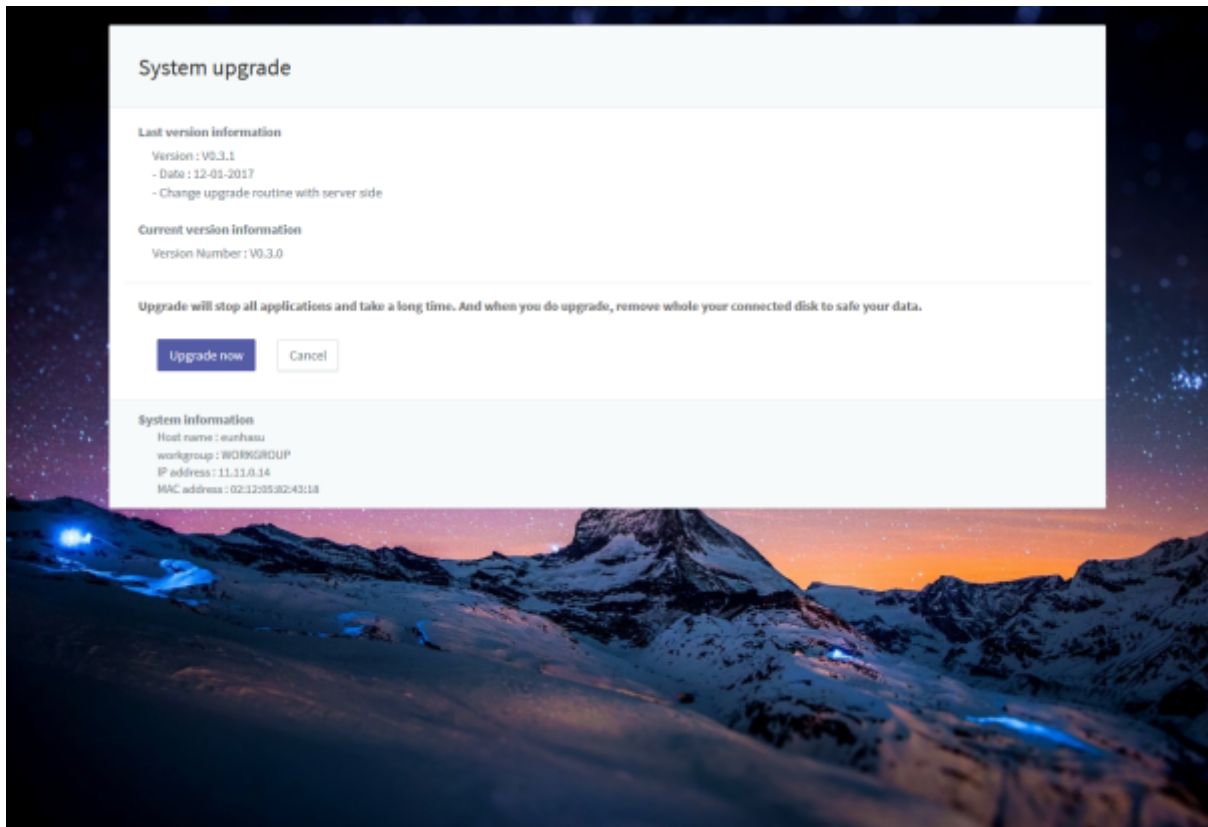 System upgrade
Last version information
Version : V0.3.1
- Date : 12-01-2017
- Change upgrade routine with server side
Current version information
Version Number : V0.3.0
Upgrade will stop all applications and take a long time. And when you do upgrade, remove whole your connected disk to safe your data.
Upgrade now
Cancel
System information
Host name : eunhasu
workgroup : WORKGROUP
IP address : 11.11.0.14
MAC address : 02:12:05:82:43:18